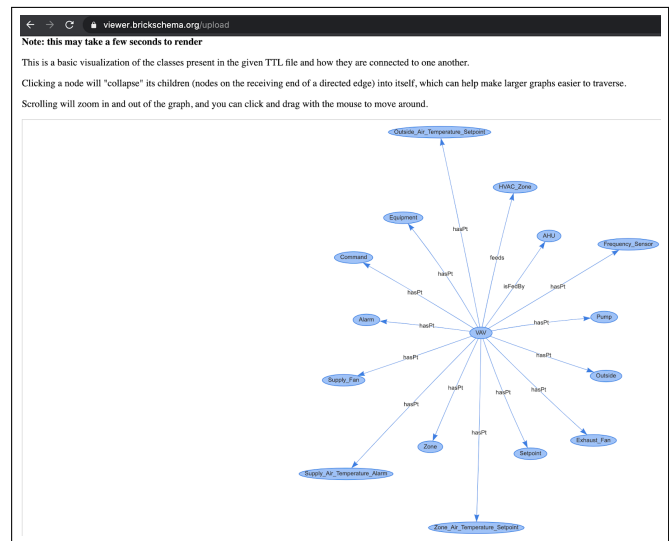 viewer.brickschema.org/upload
Note: this may take a few seconds to render
This is a basic visualization of the classes present in the given TTL file and how they are connected to one another.
Clicking a node will "collapse" its children (nodes on the receiving end of a directed edge) into itself, which can help make larger graphs easier to traverse.
Scrolling will zoom in and out of the graph, and you can click and drag with the mouse to move around.
Outside_Air_Temperature_Setpoint
HVAC_Zone
Equipment
hasPt
AHU
Frequency_Sensor
Command
feeds
hasPt
isFedBy
hasPt
hasPt
Alarm
hasPt
VAV
hasPt
Pump
hasPt
hasPt
Supply_Fan
Outside
hasPt
hasPt
hasPt
hasPt
hasPt
Zone
Setpoint
Exhaust_Fan
Supply_Air_Temperature_Alarm
Zone_Air_Temperature_Setpoint